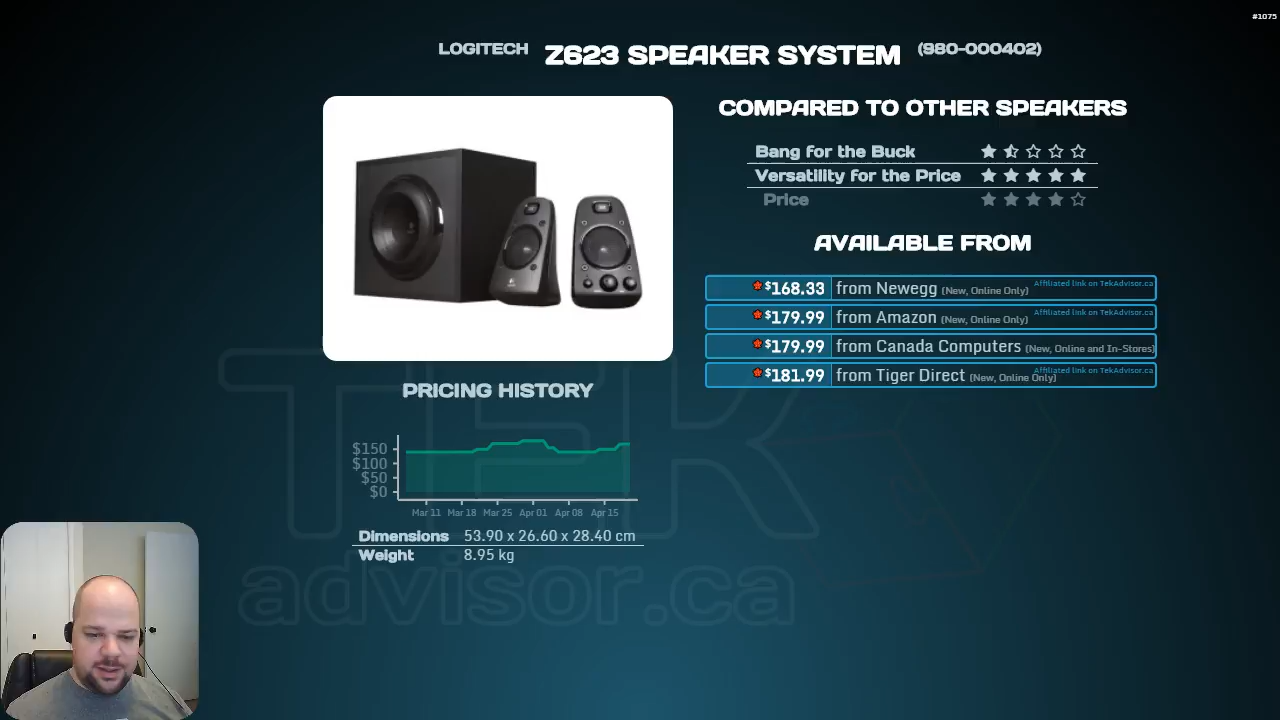 #1075
LOGITECH Z623 SPEAKER SYSTEM (980-000402)
COMPARED TO OTHER SPEAKERS
Bang for the Buck
Versatility for the Price
Price
AVAILABLE FROM
$168.33 from Newegg (New, Online Only) Affiliated link on TekAdvisor.ca
$179.99 from Amazon (New, Online Only) Affiliated link on TekAdvisor.ca
$179.99 from Canada Computers (New, Online and In-Stores)
$181.99 from Tiger Direct (New, Online Only) Affiliated link on TekAdvisor.ca
PRICING HISTORY
$150
$100
$50
$0
Mar 11 Mar 18 Mar 25 Apr 01 Apr 08 Apr 15
Dimensions 53.90 x 26.60 x 28.40 cm
Weight 8.95 kg
TEK
advisor.ca